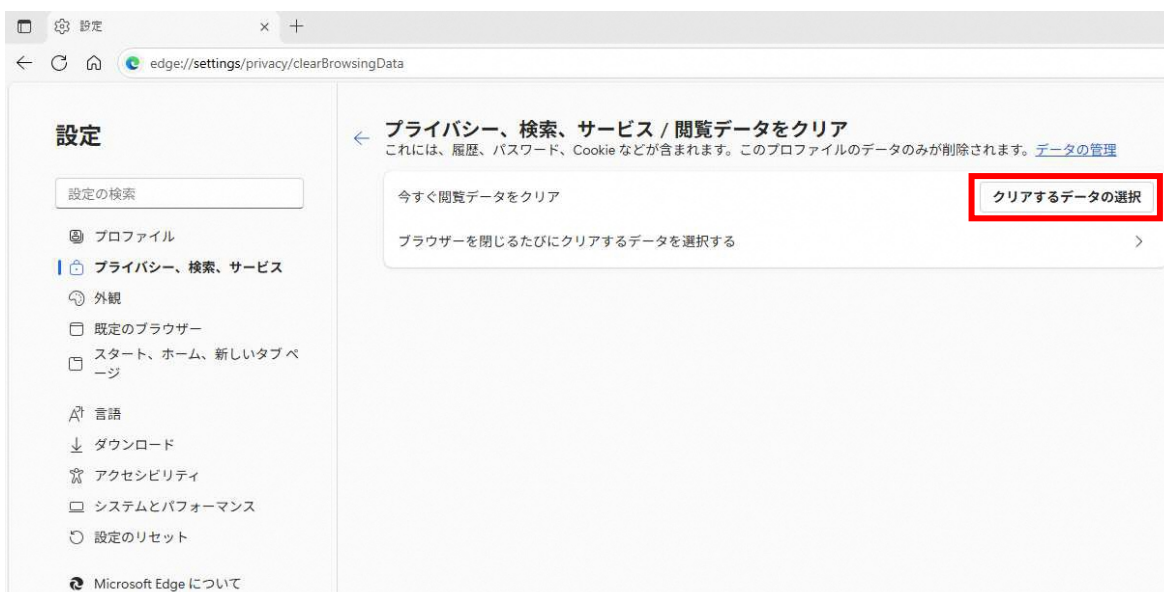 設定
edge://settings/privacy/clearBrowsingData
設定
設定の検索
プロファイル
プライバシー、検索、サービス
外観
既定のブラウザー
スタート、ホーム、新しいタブ ペ
ージ
言語
ダウンロード
アクセシビリティ
システムとパフォーマンス
設定のリセット
Microsoft Edge について
プライバシー、検索、サービス / 閲覧データをクリア
これには、履歴、パスワード、Cookie などが含まれます。このプロファイルのデータのみが削除されます。データの管理
今すぐ閲覧データをクリア
クリアするデータの選択
ブラウザーを閉じるたびにクリアするデータを選択する